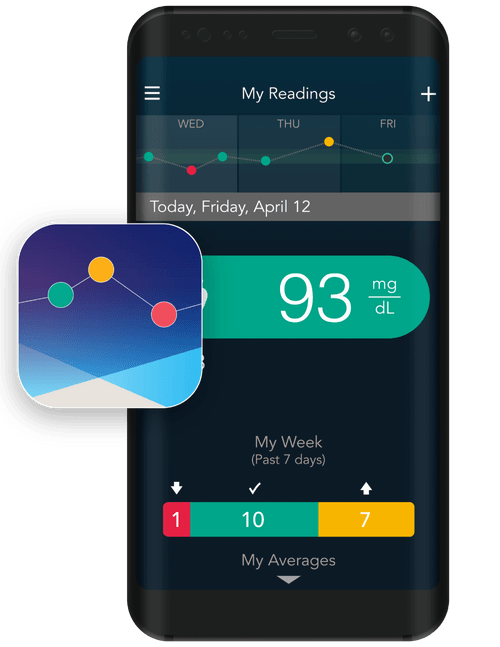 My Readings
WED THU FRI
Today, Friday, April 12
93 mg
dL
My Week
(Past 7 days)
1 10 7
My Averages